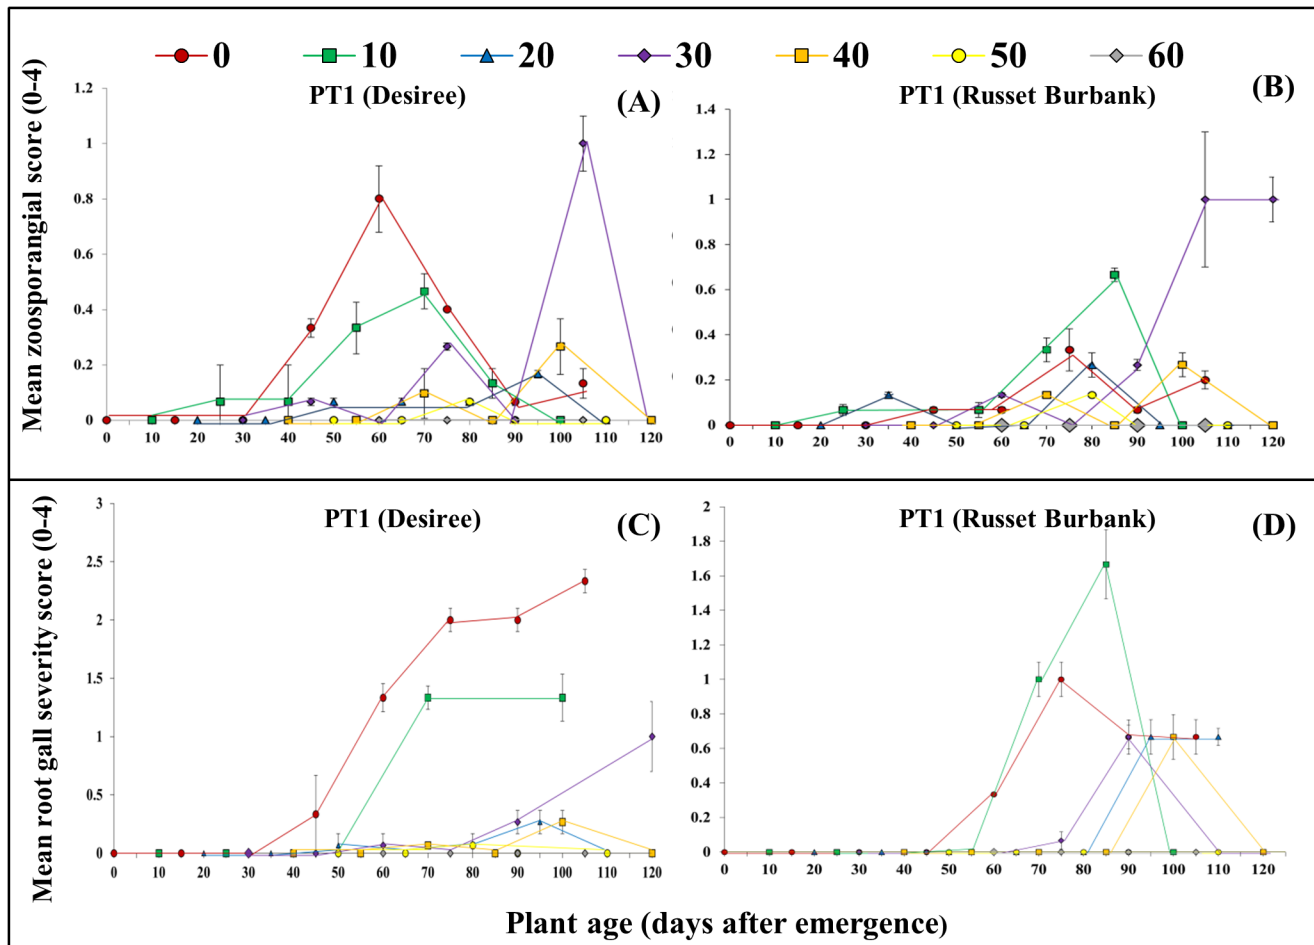 0 10 20 30 40 50 60
Mean zoosporangial score (0-4)
PT1 (Desiree)
(A)
1.2
1
0.8
0.6
0.4
0.2
0
0 10 20 30 40 50 60 70 80 90 100 110 120
PT1 (Russet Burbank)
(B)
1.4
1.2
1
0.8
0.6
0.4
0.2
0
0 10 20 30 40 50 60 70 80 90 100 110 120
Mean root gall severity score (0-4)
PT1 (Desiree)
(C)
3
2.5
2
1.5
1
0.5
0
0 10 20 30 40 50 60 70 80 90 100 110 120
PT1 (Russet Burbank)
(D)
2
1.8
1.6
1.4
1.2
1
0.8
0.6
0.4
0.2
0
0 10 20 30 40 50 60 70 80 90 100 110 120
Plant age (days after emergence)